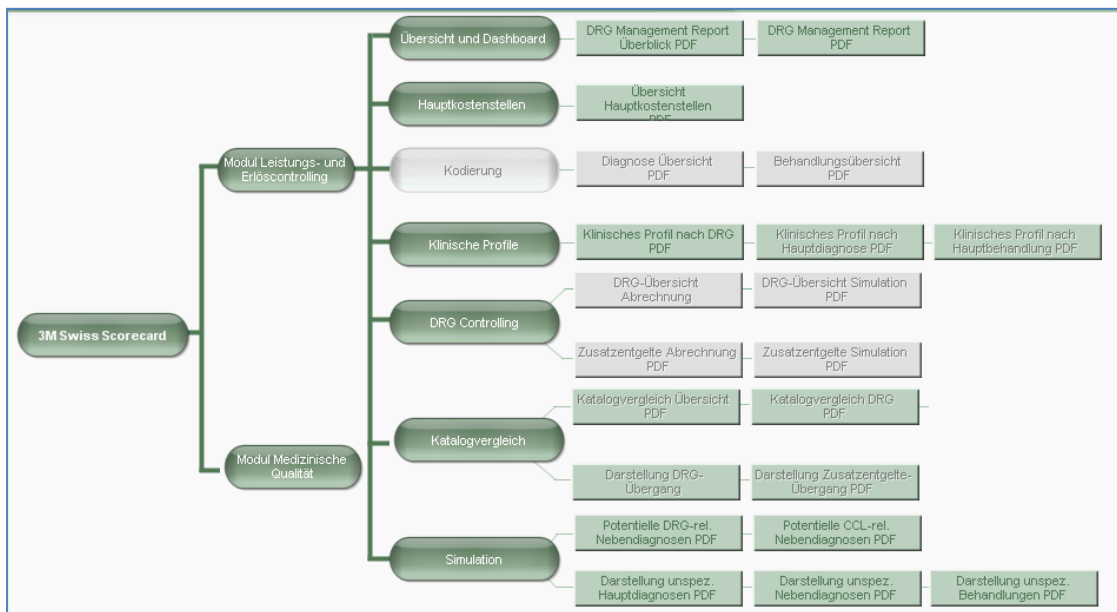 Übersicht und Dashboard
DRG Management Report
Überblick PDF
DRG Management Report
PDF
Hauptkostenstellen
Übersicht
Hauptkostenstellen
PDF
Modul Leistungs- und
Erlöscontrolling
Kodierung
Diagnose Übersicht
PDF
Behandlungsübersicht
PDF
Klinische Profile
Klinisches Profil nach DRG
PDF
Klinisches Profil nach
Hauptdiagnose PDF
Klinisches Profil nach
Hauptbehandlung PDF
3M Swiss Scorecard
DRG Controlling
DRG-Übersicht
Abrechnung
DRG-Übersicht Simulation
PDF
Zusatzentgelte Abrechnung
PDF
Zusatzentgelte Simulation
PDF
Modul Medizinische
Qualität
Katalogvergleich
Katalogvergleich Übersicht
PDF
Katalogvergleich DRG
PDF
Darstellung DRG-
Übergang
Darstellung Zusatzentgelte-
Übergang PDF
Simulation
Potentielle DRG-rel.
Nebendiagnosen PDF
Potentielle CCL-rel.
Nebendiagnosen PDF
Darstellung unspez.
Hauptdiagnosen PDF
Darstellung unspez.
Nebendiagnosen PDF
Darstellung unspez.
Behandlungen PDF